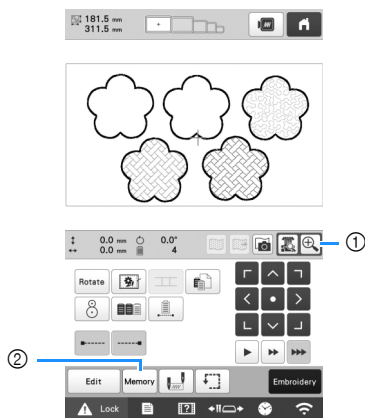 181.5 mm
311.5 mm
0.0 mm 0.0°
0.0 mm 4
①
Rotate
②
Edit Memory Embroidery
Lock